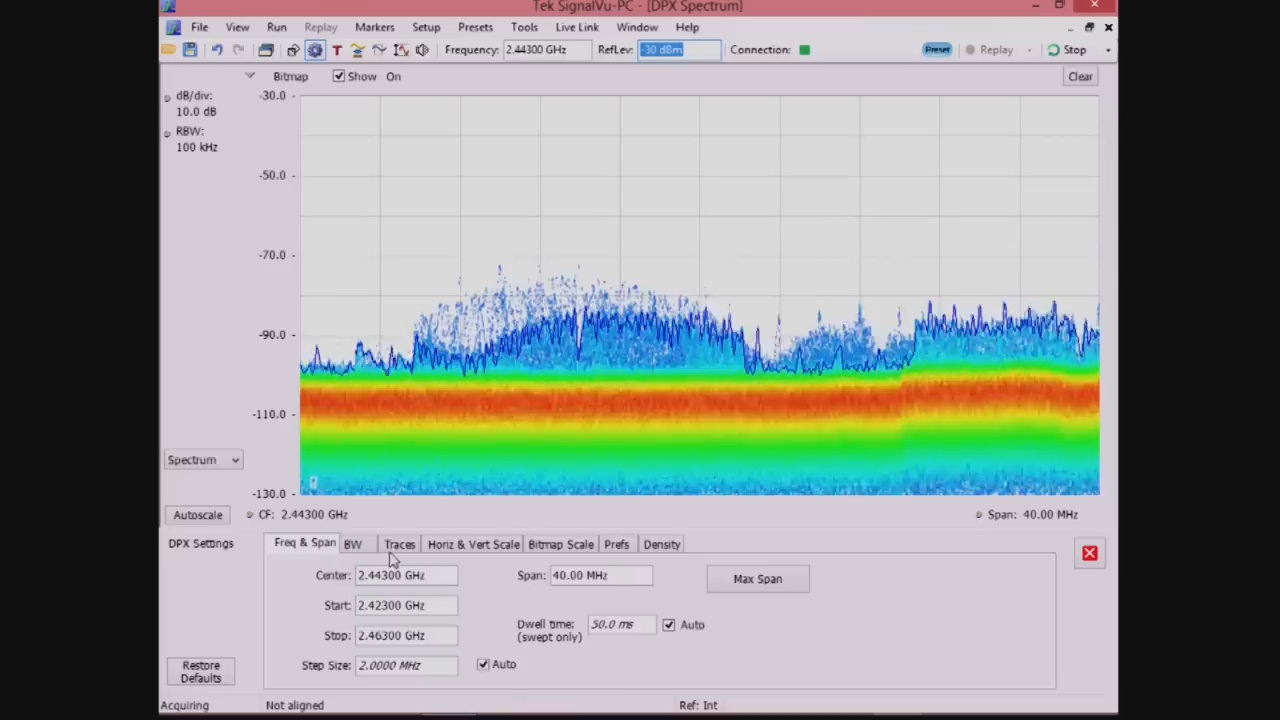 Tek SignalVu-PC - [DPX Spectrum]
File View Run Replay Markers Setup Presets Tools Live Link Window Help
T Frequency: 2.44300 GHz RefLev: -30 dBm Connection: Preset Replay Stop
Bitmap Show On Clear
dB/div:
10.0 dB
RBW:
100 kHz
-30.0
-50.0
-70.0
-90.0
-110.0
-130.0
Spectrum
Autoscale CF: 2.44300 GHz Span: 40.00 MHz
DPX Settings Freq & Span BW Traces Horiz & Vert Scale Bitmap Scale Prefs Density
Center: 2.44300 GHz Span: 40.00 MHz Max Span
Start: 2.42300 GHz
Dwell time: 50.0 ms Auto
(swept only)
Stop: 2.46300 GHz
Step Size: 2.0000 MHz Auto
Restore
Defaults
Acquiring Not aligned Ref: Int